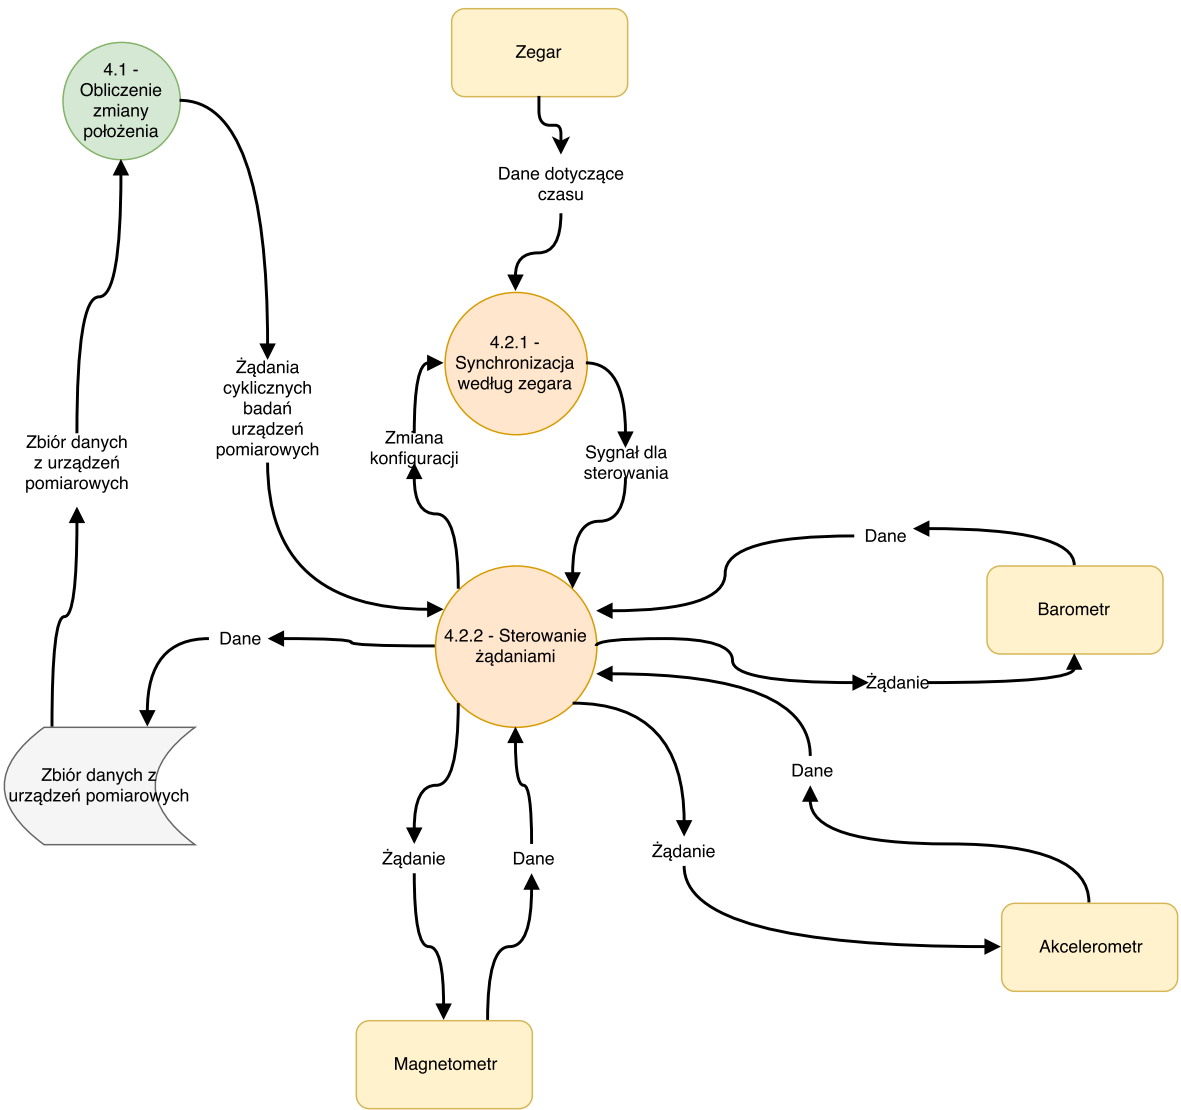 Zegar
4.1 -
Obliczenie
zmiany
położenia
Dane dotyczące
czasu
4.2.1 -
Synchronizacja
według zegara
Żądania
cyklicznych
badań
urządzeń
pomiarowych
Zbiór danych
z urządzeń
pomiarowych
Zmiana
konfiguracji
Sygnał dla
sterowania
Dane
Barometr
4.2.2 - Sterowanie
żądaniami
Dane
Żądanie
Zbiór danych z
urządzeń pomiarowych
Dane
Żądanie
Dane
Żądanie
Akcelerometr
Magnetometr